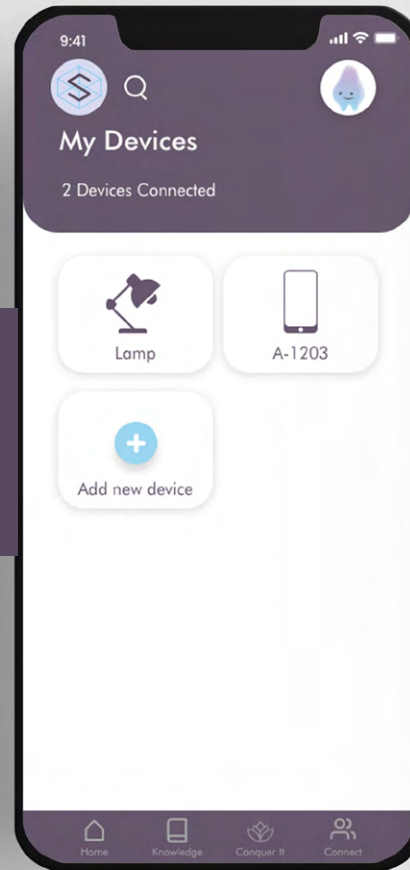 9:41
S
My Devices
2 Devices Connected
Lamp
A-1203
Add new device
Home
Knowledge
Conquer It
Connect